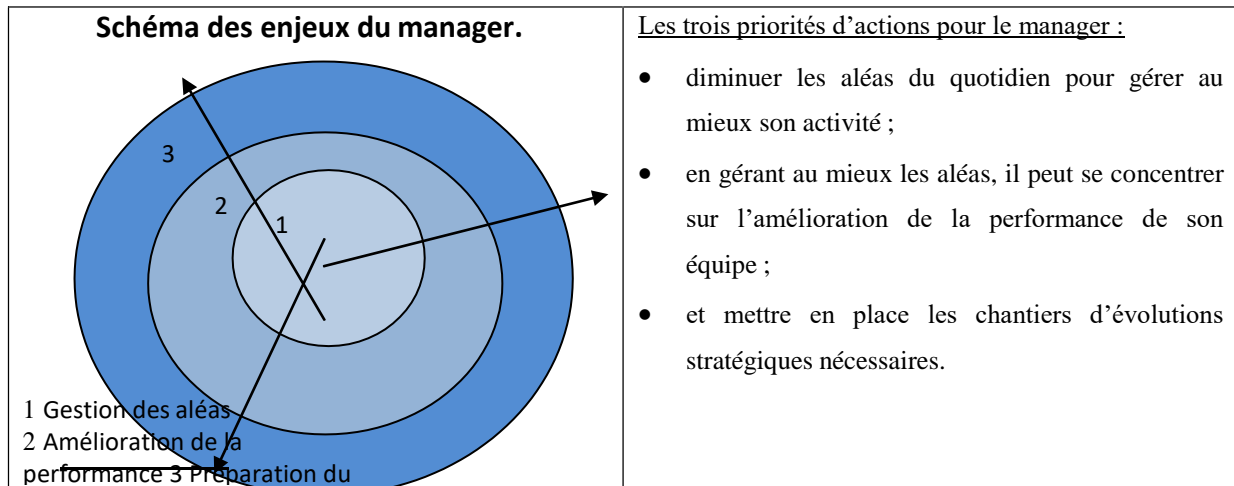 Schéma des enjeux du manager.
3
2
1
1 Gestion des aléas
2 Amélioration de la
performance 3 Préparation du
Les trois priorités d’actions pour le manager :
• diminuer les aléas du quotidien pour gérer au
mieux son activité ;
• en gérant au mieux les aléas, il peut se concentrer
sur l’amélioration de la performance de son
équipe ;
• et mettre en place les chantiers d’évolutions
stratégiques nécessaires.